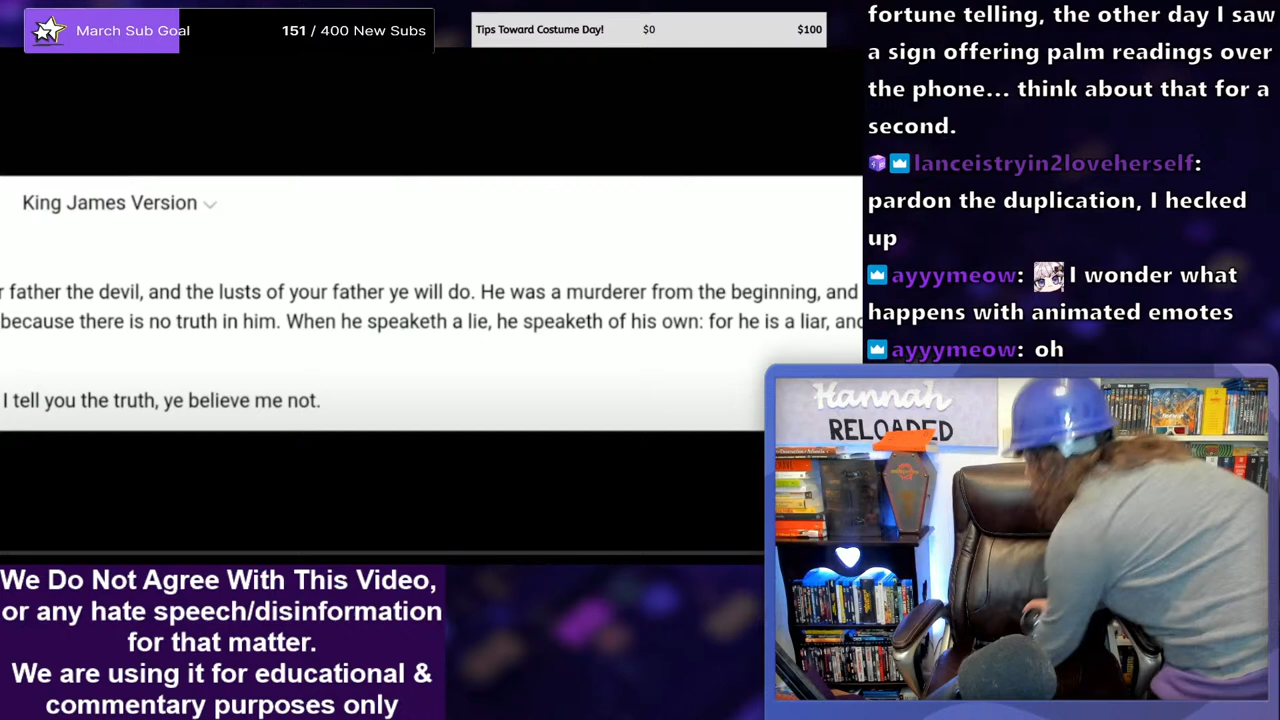 March Sub Goal
151 / 400 New Subs
Tips Toward Costume Day!
$0
$100
King James Version
r father the devil, and the lusts of your father ye will do. He was a murderer from the beginning, and
because there is no truth in him. When he speaketh a lie, he speaketh of his own: for he is a liar, and
I tell you the truth, ye believe me not.
We Do Not Agree With This Video,
or any hate speech/disinformation
for that matter.
We are using it for educational &
commentary purposes only
fortune telling, the other day I saw
a sign offering palm readings over
the phone... think about that for a
second.
lanceistryin2loveherself:
pardon the duplication, I hecked
up
ayyymeow: I wonder what
happens with animated emotes
ayyymeow: oh
Hannah
RELOADED